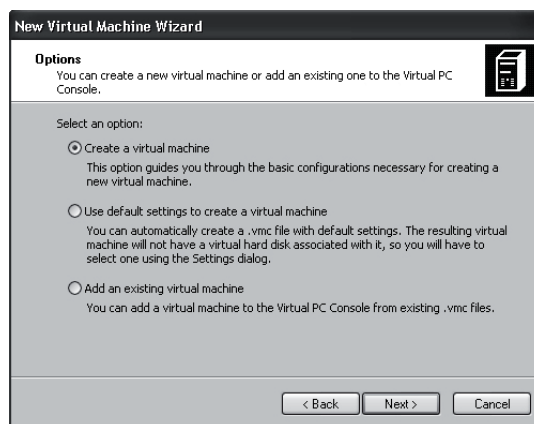 New Virtual Machine Wizard
Options
You can create a new virtual machine or add an existing one to the Virtual PC
Console.
Select an option:
Create a virtual machine
This option guides you through the basic configurations necessary for creating a
new virtual machine.
Use default settings to create a virtual machine
You can automatically create a .vmc file with default settings. The resulting virtual
machine will not have a virtual hard disk associated with it, so you will have to
select one using the Settings dialog.
Add an existing virtual machine
You can add a virtual machine to the Virtual PC Console from existing .vmc files.
< Back
Next >
Cancel